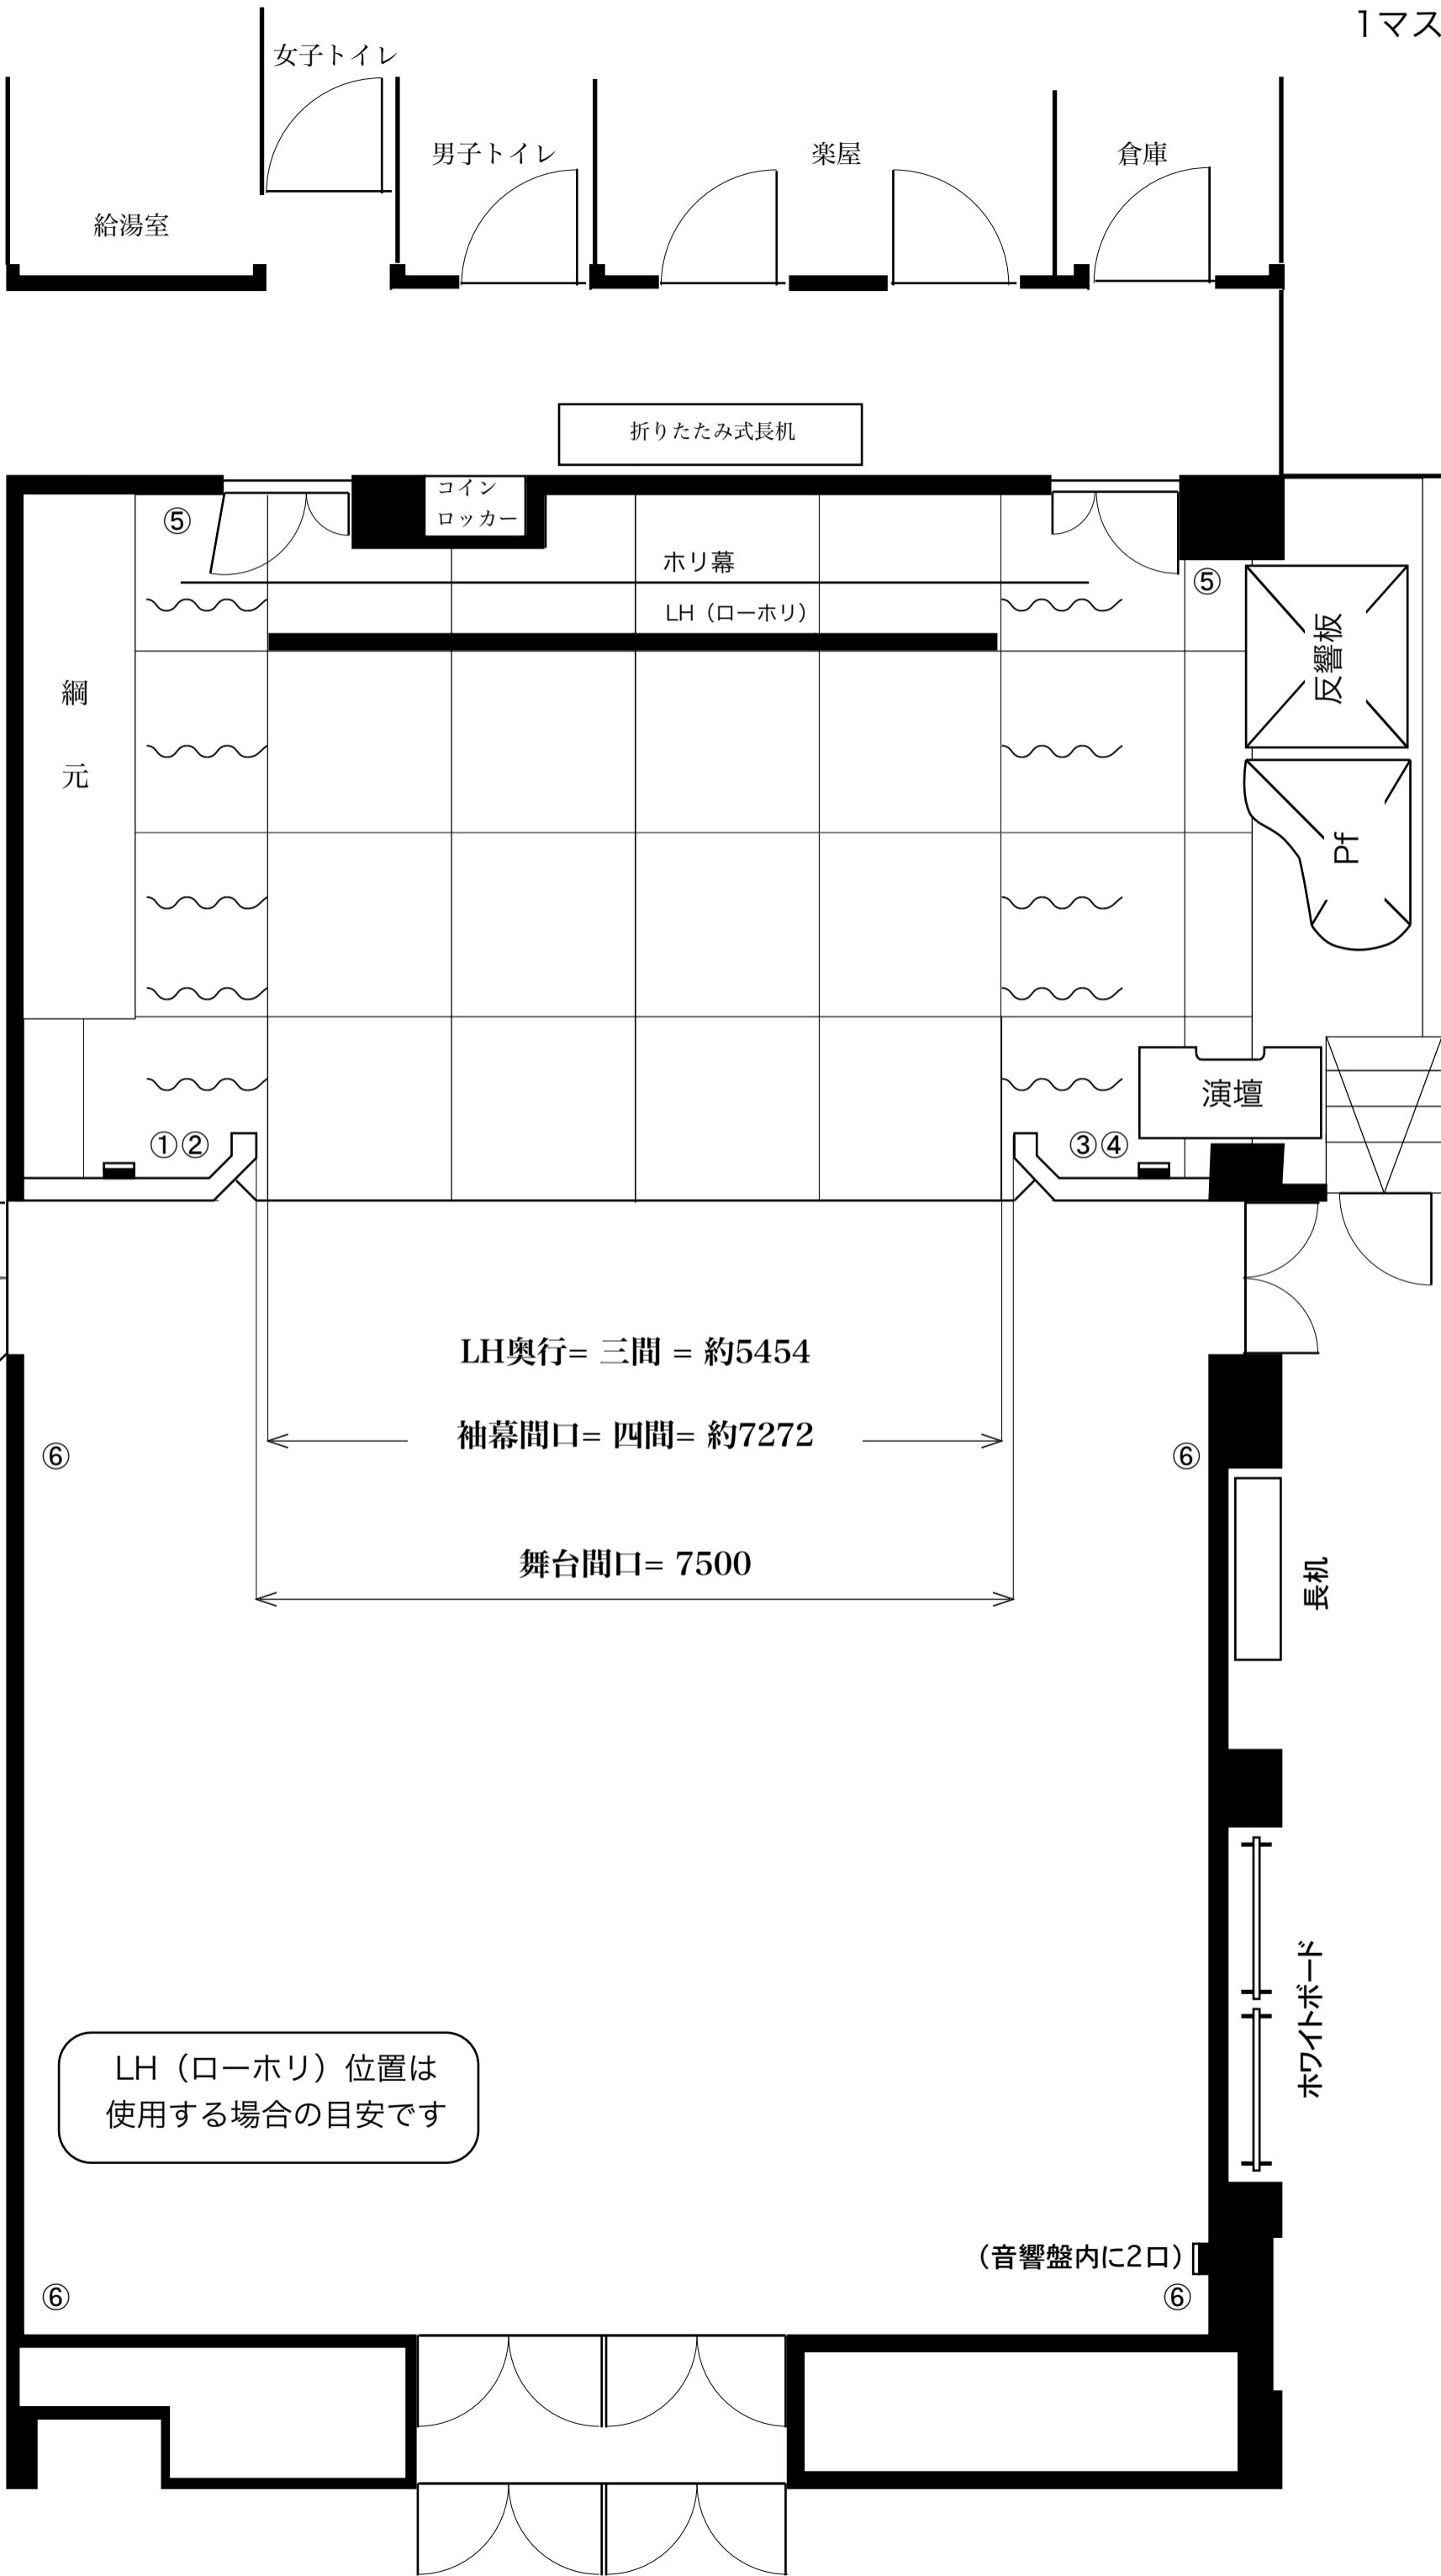 1マス
女子トイレ
男子トイレ
楽屋
倉庫
給湯室
折りたたみ式長机
コイン
ロッカー
⑤
ホリ幕
⑤
LH（ローホリ）
反響板
綱
元
Pf
演壇
①②
③④
LH奥行= 三間 = 約5454
袖幕間口= 四間= 約7272
⑥
⑥
舞台間口= 7500
長机
ホワイトボード
LH（ローホリ）位置は
使用する場合の目安です
（音響盤内に2口）
⑥
⑥